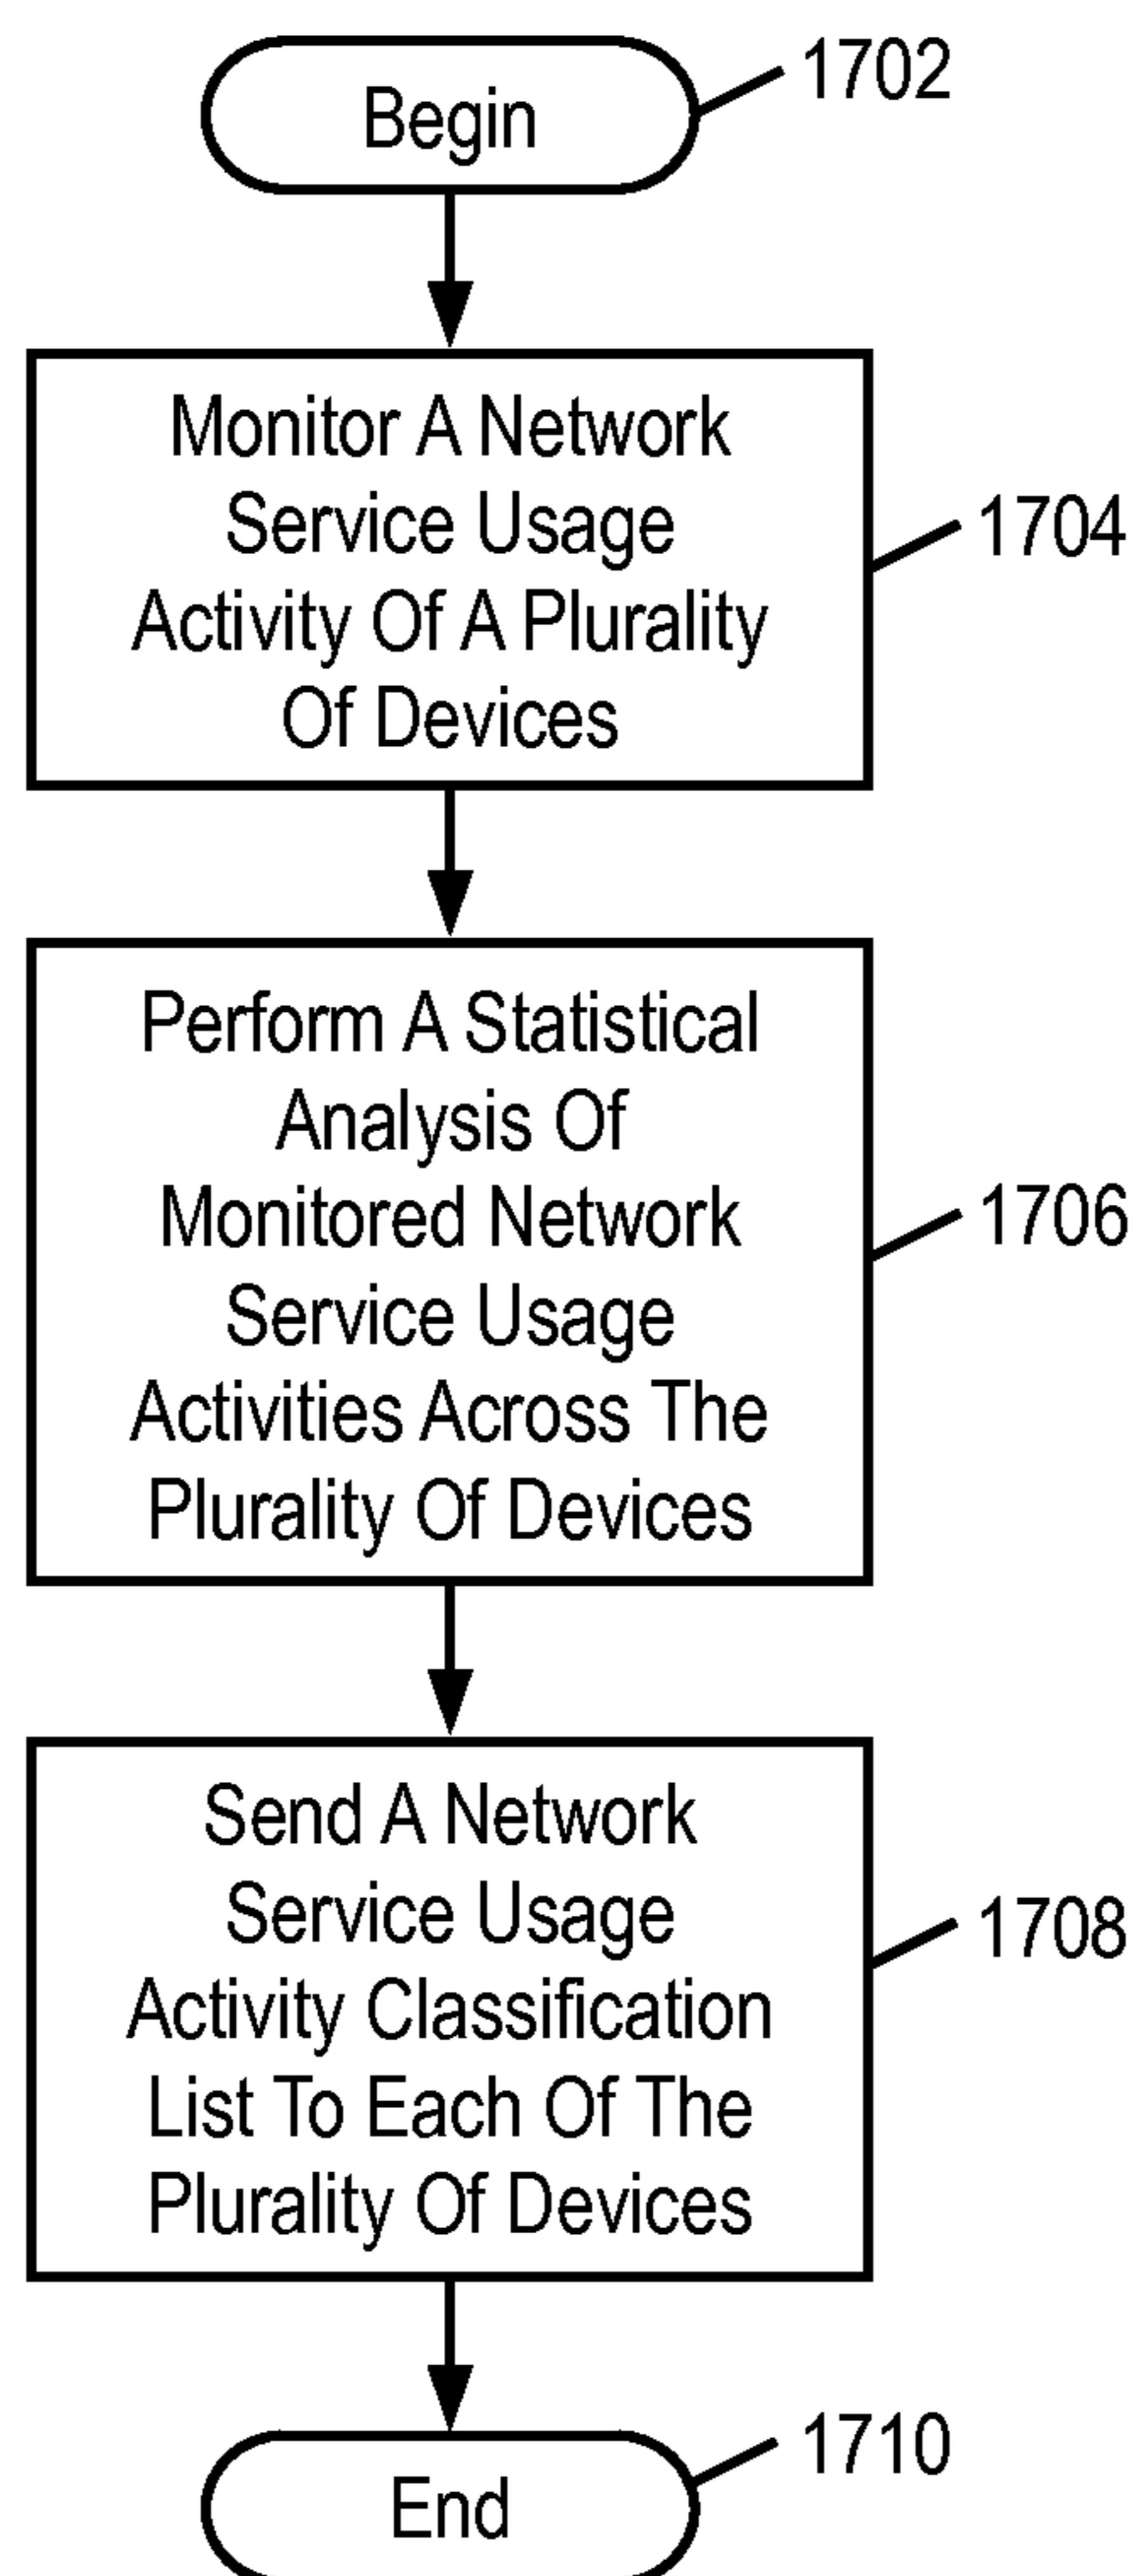 Begin
1702
Monitor A Network
Service Usage
Activity Of A Plurality
Of Devices
1704
Perform A Statistical
Analysis Of
Monitored Network
Service Usage
Activities Across The
Plurality Of Devices
1706
Send A Network
Service Usage
Activity Classification
List To Each Of The
Plurality Of Devices
1708
End
1710